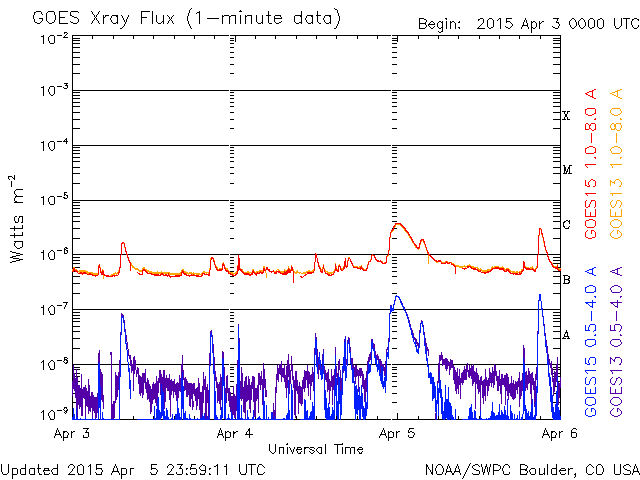 GOES Xray Flux (1-minute data)
Begin: 2015 Apr 3 0000 UTC
10⁻²
10⁻³
10⁻⁴
10⁻⁵
10⁻⁶
10⁻⁷
10⁻⁸
10⁻⁹
Watts m⁻²
X
M
C
B
A
GOES15 1.0-8.0 A
GOES13 1.0-8.0 A
GOES15 0.5-4.0 A
GOES13 0.5-4.0 A
Apr 3 Apr 4 Apr 5 Apr 6
Universal Time
Updated 2015 Apr 5 23:59:11 UTC
NOAA/SWPC Boulder, CO USA